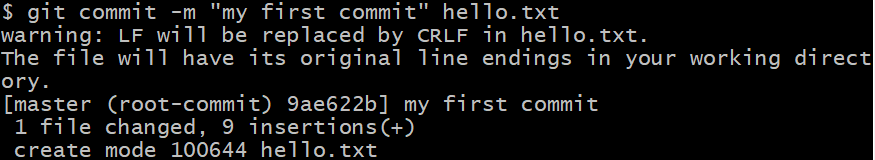 $ git commit -m "my first commit" hello.txt
warning: LF will be replaced by CRLF in hello.txt.
The file will have its original line endings in your working direct
ory.
[master (root-commit) 9ae622b] my first commit
 1 file changed, 9 insertions(+)
 create mode 100644 hello.txt